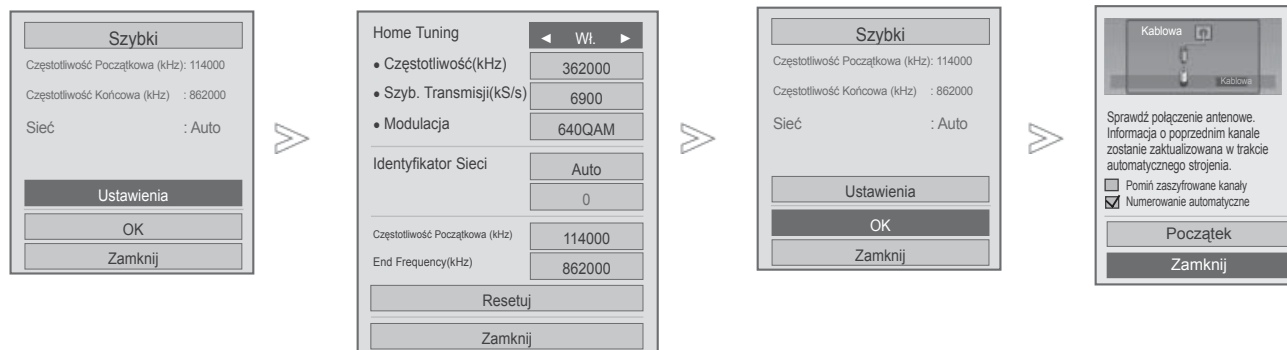 Szybki
Częstotliwość Początkowa (kHz): 114000
Częstotliwość Końcowa (kHz) : 862000
Sieć : Auto
Ustawienia
OK
Zamknij
Home Tuning ◄ Wł. ►
• Częstotliwość(kHz) 362000
• Szyb. Transmisji(kS/s) 6900
• Modulacja 640QAM
Identyfikator Sieci Auto
0
Częstotliwość Początkowa (kHz) 114000
End Frequency(kHz) 862000
Resetuj
Zamknij
Szybki
Częstotliwość Początkowa (kHz): 114000
Częstotliwość Końcowa (kHz) : 862000
Sieć : Auto
Ustawienia
OK
Zamknij
Kablowa
Kablowa
Sprawdź połączenie antenowe.
Informacja o poprzednim kanale
zostanie zaktualizowana w trakcie
automatycznego strojenia.
Pomiń zaszyfrowane kanały
Numerowanie automatyczne
Początek
Zamknij